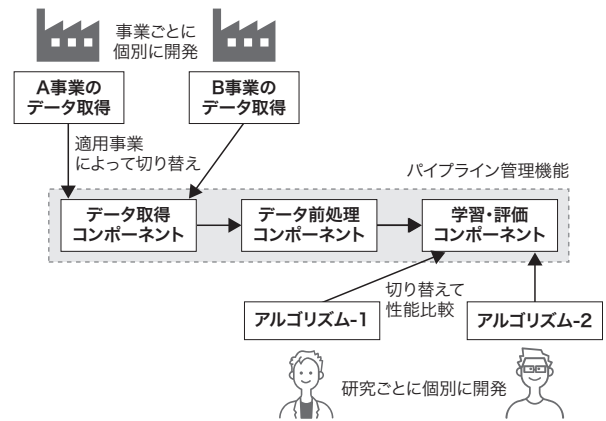 事業ごとに
個別に開発
A事業の
データ取得
B事業の
データ取得
適用事業
によって切り替え
パイプライン管理機能
データ取得
コンポーネント
データ前処理
コンポーネント
学習・評価
コンポーネント
切り替えて
性能比較
アルゴリズム-1
アルゴリズム-2
研究ごとに個別に開発